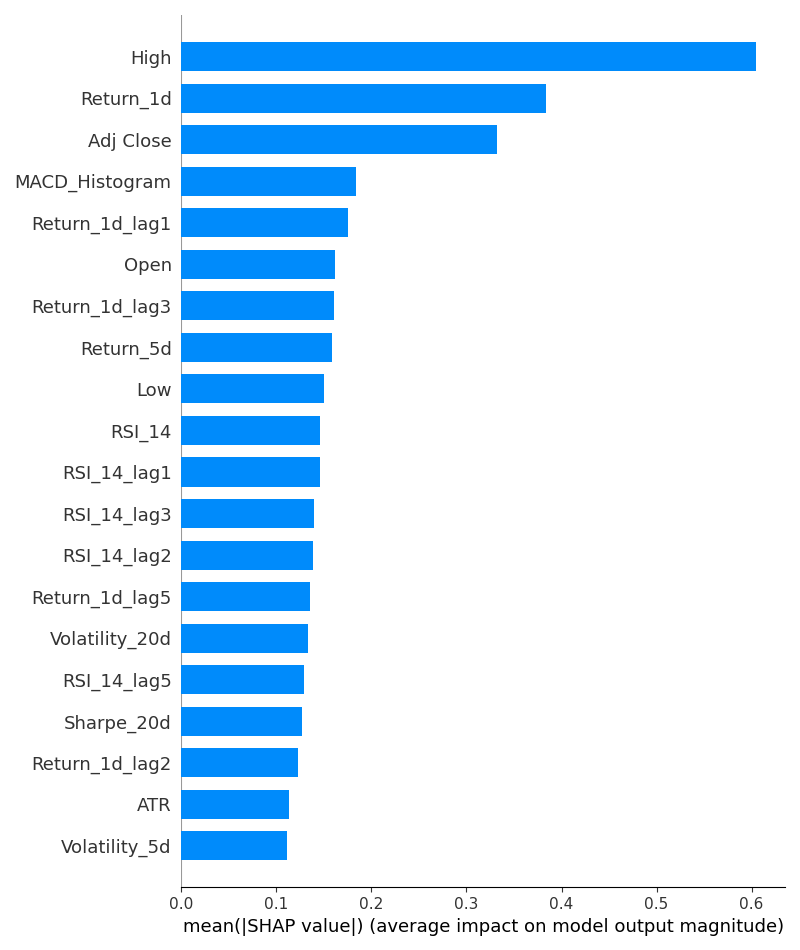 High
Return_1d
Adj Close
MACD_Histogram
Return_1d_lag1
Open
Return_1d_lag3
Return_5d
Low
RSI_14
RSI_14_lag1
RSI_14_lag3
RSI_14_lag2
Return_1d_lag5
Volatility_20d
RSI_14_lag5
Sharpe_20d
Return_1d_lag2
ATR
Volatility_5d
0.0 0.1 0.2 0.3 0.4 0.5 0.6
mean(|SHAP value|) (average impact on model output magnitude)